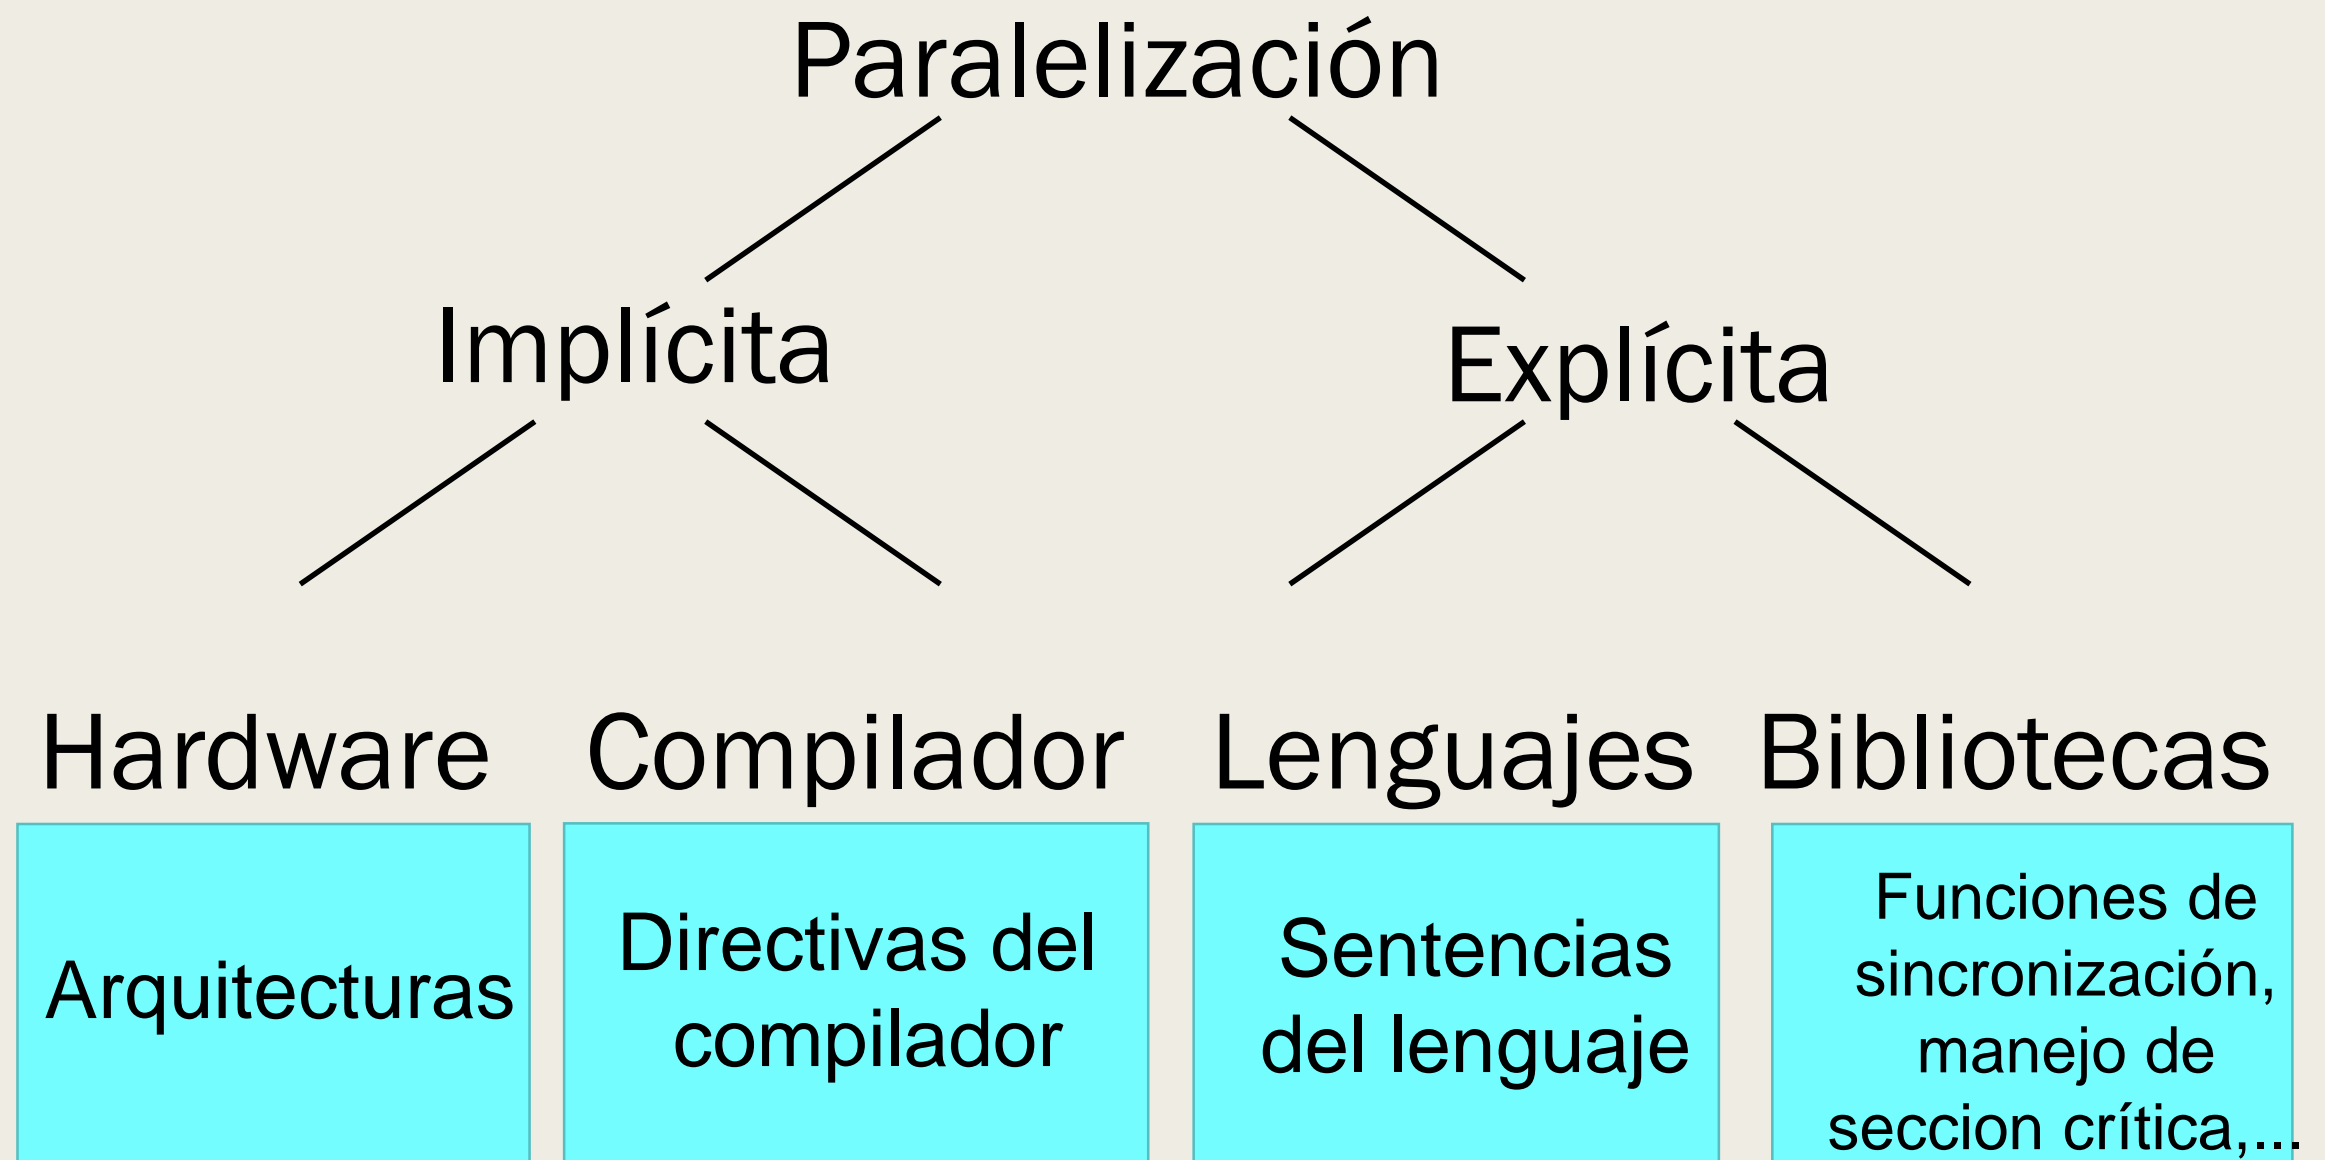 Paralelización
Implícita
Explícita
Hardware
Compilador
Lenguajes
Bibliotecas
Arquitecturas
Directivas del
compilador
Sentencias
del lenguaje
Funciones de
sincronización,
manejo de
seccion crítica,...